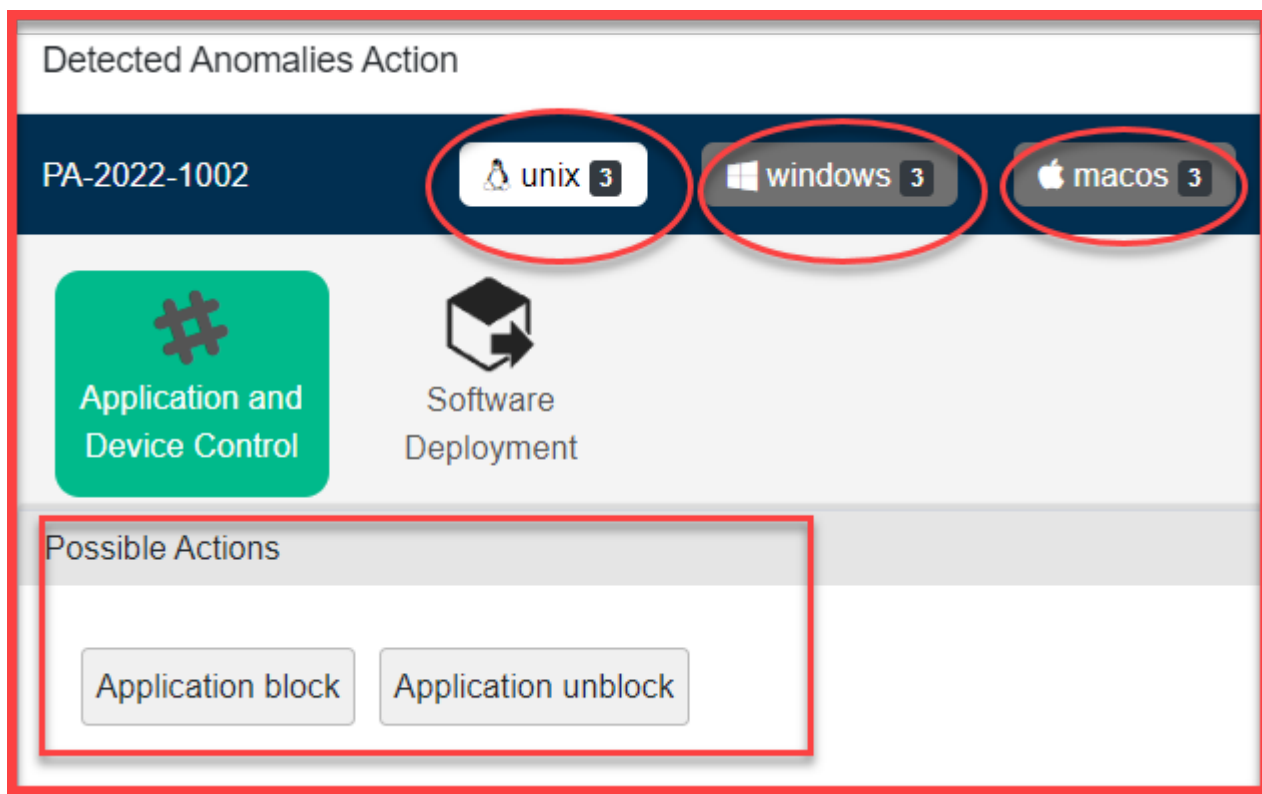 Detected Anomalies Action
PA-2022-1002 unix 3 windows 3 macos 3
Application and
Device Control
Software
Deployment
Possible Actions
Application block Application unblock